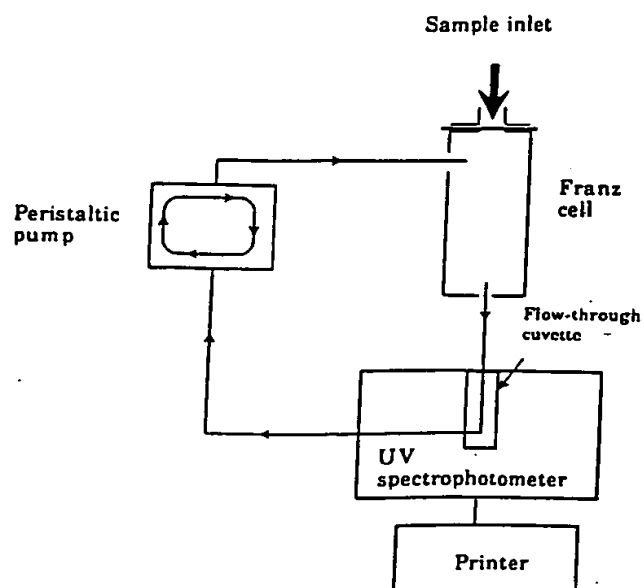 Sample inlet
Peristaltic
pump
Franz
cell
Flow-through
cuvette
UV
spectrophotometer
Printer